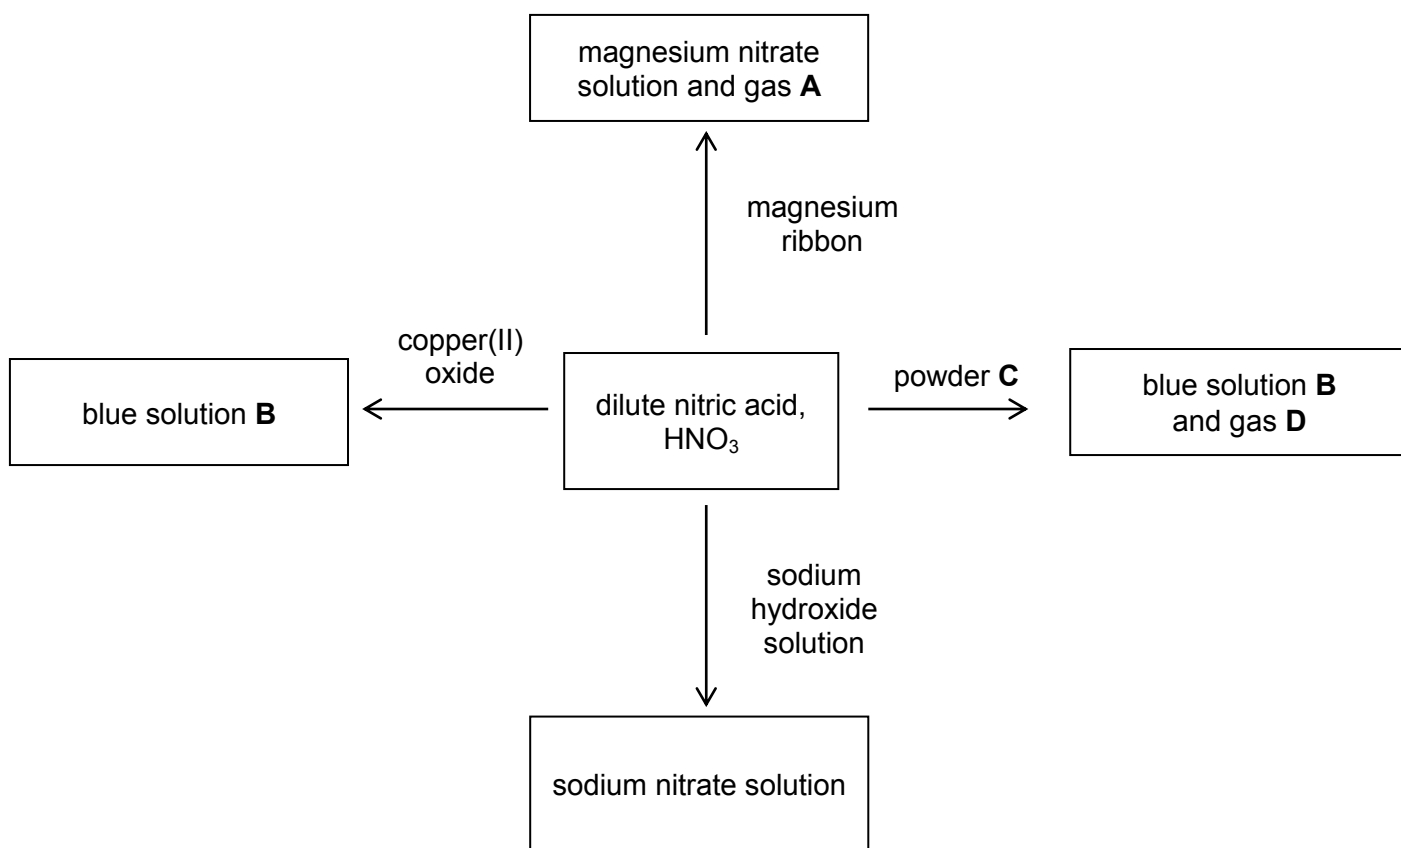 magnesium nitrate
solution and gas A
magnesium
ribbon
copper(II)
oxide
blue solution B
dilute nitric acid,
HNO₃
powder C
blue solution B
and gas D
sodium
hydroxide
solution
sodium nitrate solution